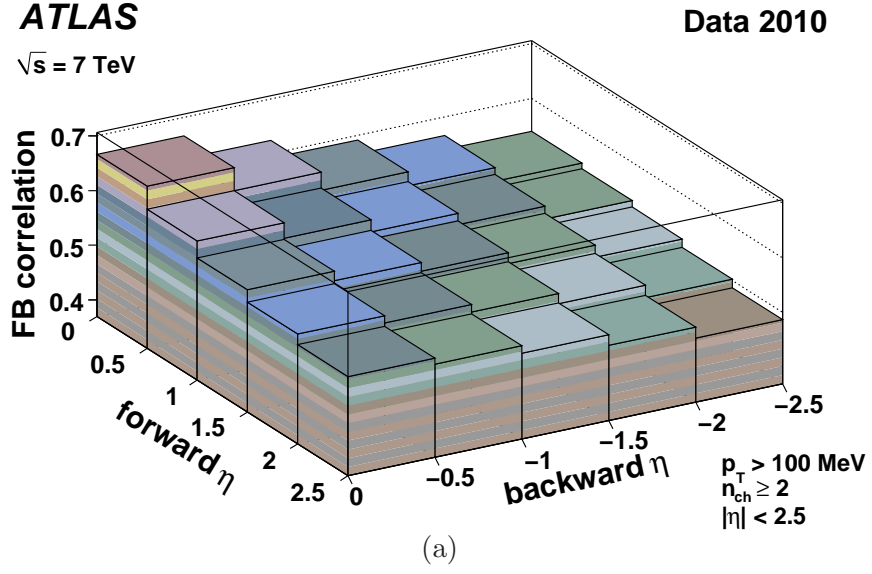 ATLAS
Data 2010
√s = 7 TeV
FB correlation
0.7
0.6
0.5
0.4
0
0.5
1
1.5
2
2.5
forward η
0
−0.5
−1
−1.5
−2
−2.5
backward η
p_T > 100 MeV
n_ch ≥ 2
|η| < 2.5
(a)